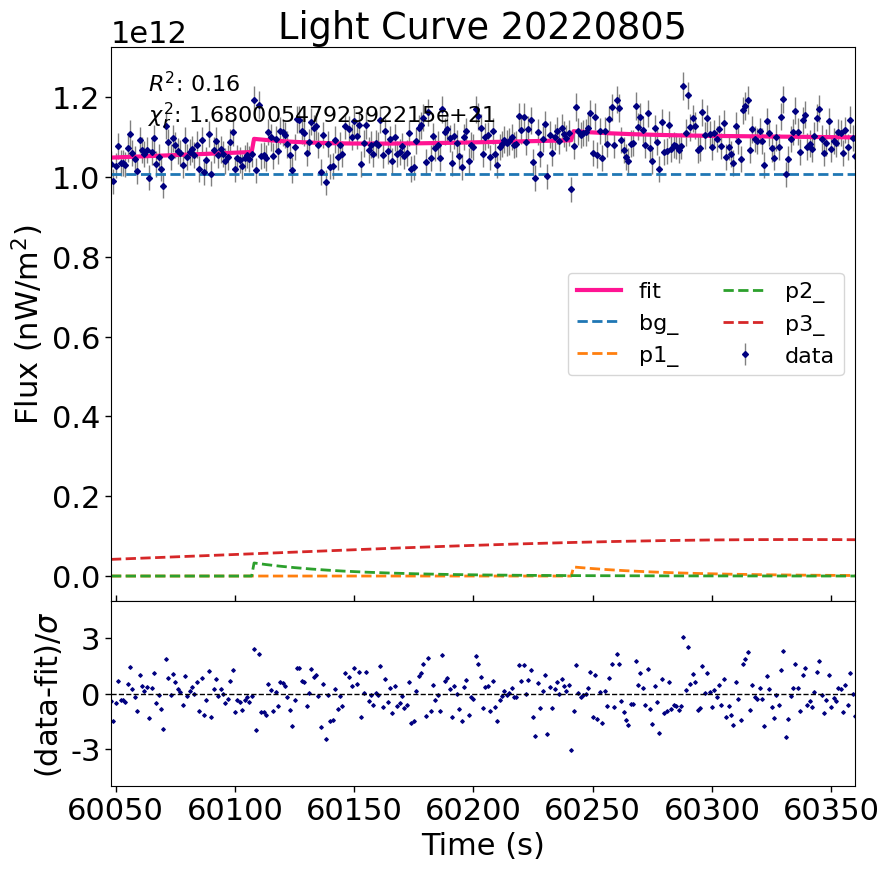 Light Curve 20220805
1e12
R²: 0.16
χ²: 1.6800054792392215e+21
1.2
1.0
0.8
0.6
0.4
0.2
0.0
Flux (nW/m²)
fit
bg_
p1_
p2_
p3_
data
3
0
-3
(data-fit)/σ
60050 60100 60150 60200 60250 60300 60350
Time (s)